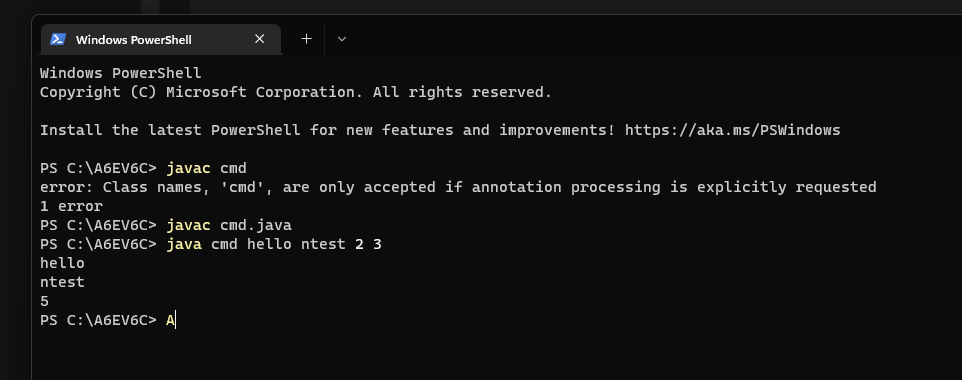 Windows PowerShell
Windows PowerShell
Copyright (C) Microsoft Corporation. All rights reserved.
Install the latest PowerShell for new features and improvements! https://aka.ms/PSWindows
PS C:\A6EV6C> javac cmd
error: Class names, 'cmd', are only accepted if annotation processing is explicitly requested
1 error
PS C:\A6EV6C> javac cmd.java
PS C:\A6EV6C> java cmd hello ntest 2 3
hello
ntest
5
PS C:\A6EV6C> A